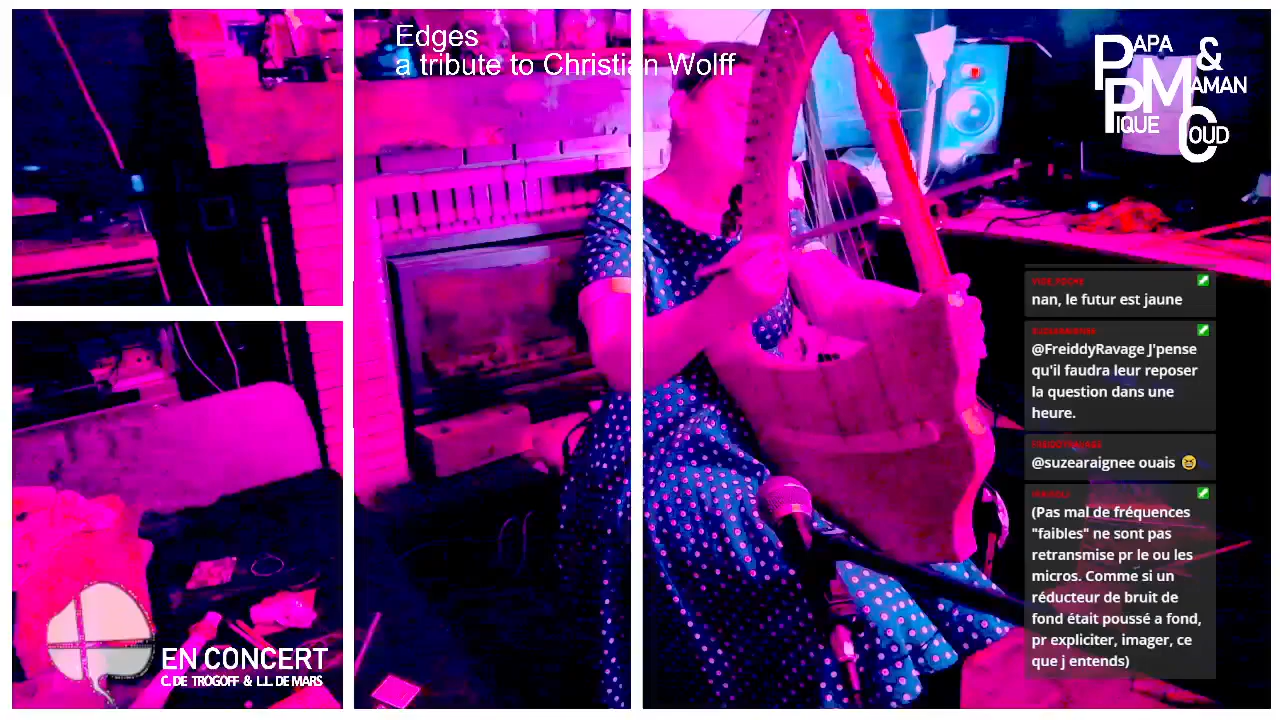 Edges
a tribute to Christian Wolff
PAPA &
PIQUE MAMAN
COUD
nan, le futur est jaune
SUZEARAIGNEE
@FreiddyRavage J'pense
qu'il faudra leur reposer
la question dans une
heure.
FREIDDYRAVAGE
@suzearaignee ouais 😆
(Pas mal de fréquences
"faibles" ne sont pas
retransmise pr le ou les
micros. Comme si un
réducteur de bruit de
fond était poussé a fond,
pr expliciter, imager, ce
que j entends)
EN CONCERT
C. DE TROGOFF & L.L. DE MARS